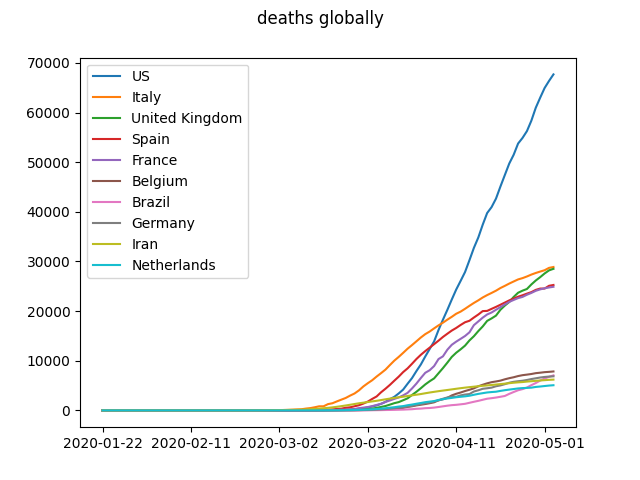 deaths globally
70000
60000
50000
40000
30000
20000
10000
0
US
Italy
United Kingdom
Spain
France
Belgium
Brazil
Germany
Iran
Netherlands
2020-01-22 2020-02-11 2020-03-02 2020-03-22 2020-04-11 2020-05-01